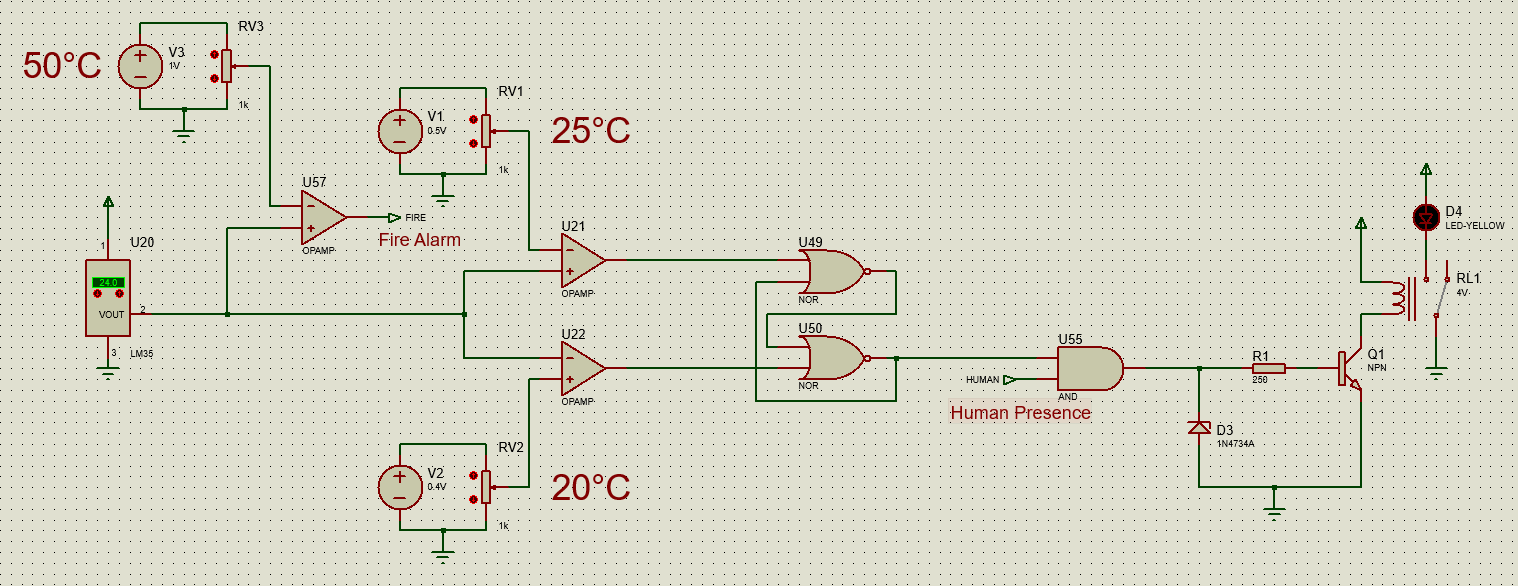 RV3
50°C
V3
1V
1k
RV1
V1
0.5V
25°C
1k
U57
FIRE
OPAMP
Fire Alarm
1
U20
24.0
VOUT
2
3
LM35
U21
OPAMP
U49
NOR
U22
OPAMP
U50
NOR
U55
HUMAN
AND
Human Presence
RV2
V2
0.4V
20°C
1k
R1
250
D3
1N4734A
Q1
NPN
D4
LED-YELLOW
RL1
4V